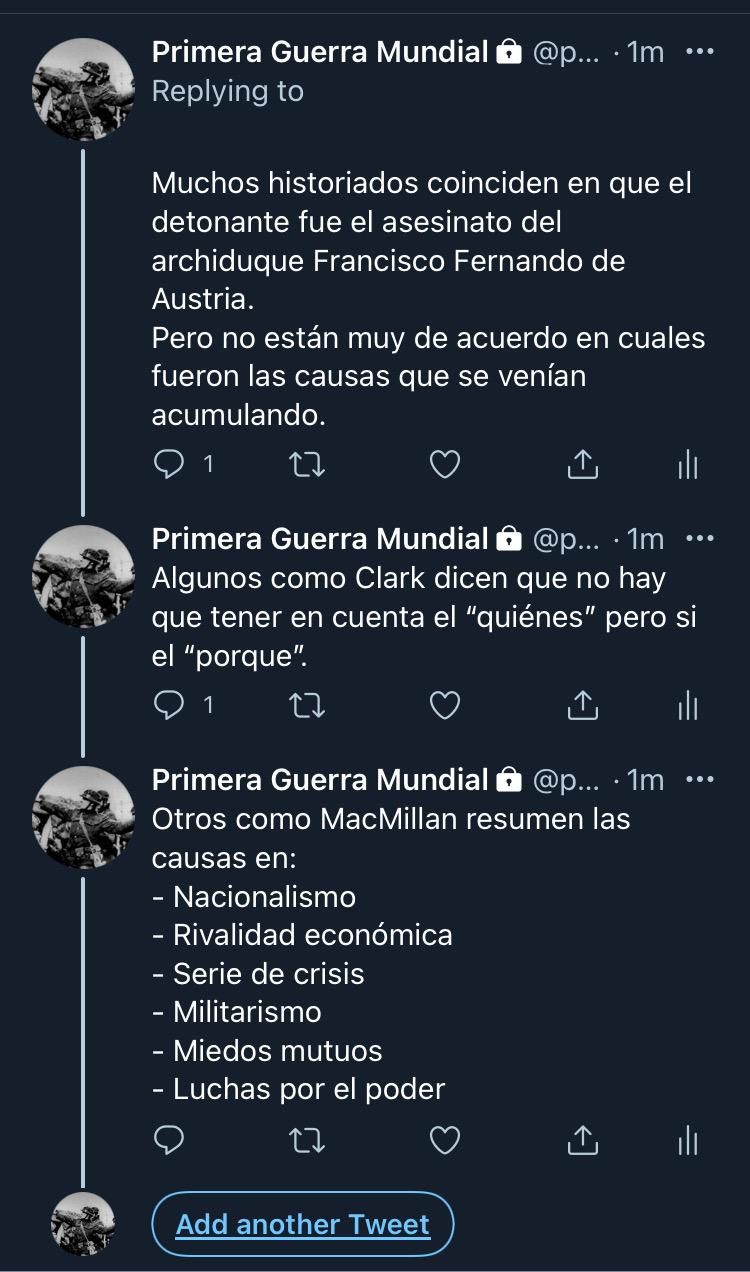 Primera Guerra Mundial @p... · 1m
Replying to
Muchos historiados coinciden en que el
detonante fue el asesinato del
archiduque Francisco Fernando de
Austria.
Pero no están muy de acuerdo en cuales
fueron las causas que se venían
acumulando.
1
Primera Guerra Mundial @p... · 1m
Algunos como Clark dicen que no hay
que tener en cuenta el “quiénes” pero si
el “porque”.
1
Primera Guerra Mundial @p... · 1m
Otros como MacMillan resumen las
causas en:
- Nacionalismo
- Rivalidad económica
- Serie de crisis
- Militarismo
- Miedos mutuos
- Luchas por el poder
Add another Tweet